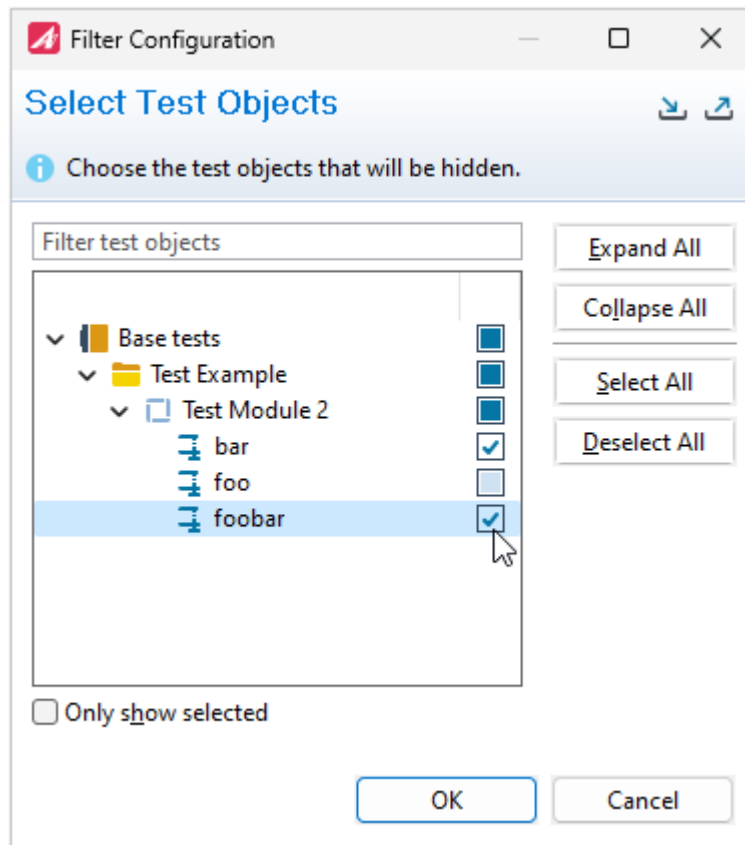 Filter Configuration
Select Test Objects
Choose the test objects that will be hidden.
Filter test objects
Expand All
Collapse All
Base tests
Test Example
Select All
Test Module 2
bar
Deselect All
foo
foobar
Only show selected
OK
Cancel